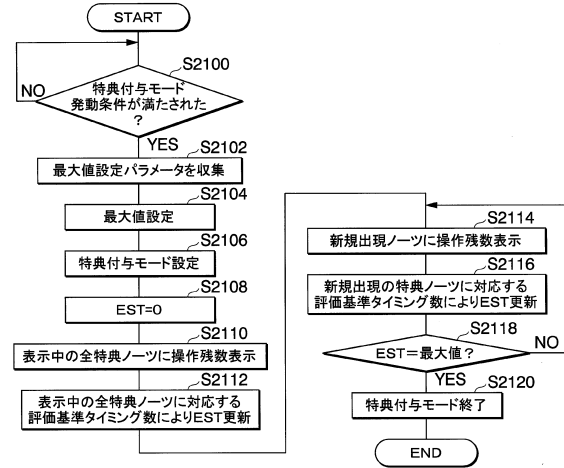 START
S2100
特典付与モード
発動条件が満たされた
？
NO
YES
S2102
最大値設定パラメータを収集
S2104
最大値設定
S2106
特典付与モード設定
S2108
EST=0
S2110
表示中の全特典ノーツに操作残数表示
S2112
表示中の全特典ノーツに対応する
評価基準タイミング数によりEST更新
S2114
新規出現ノーツに操作残数表示
S2116
新規出現の特典ノーツに対応する
評価基準タイミング数によりEST更新
S2118
EST＝最大値？
NO
YES
S2120
特典付与モード終了
END